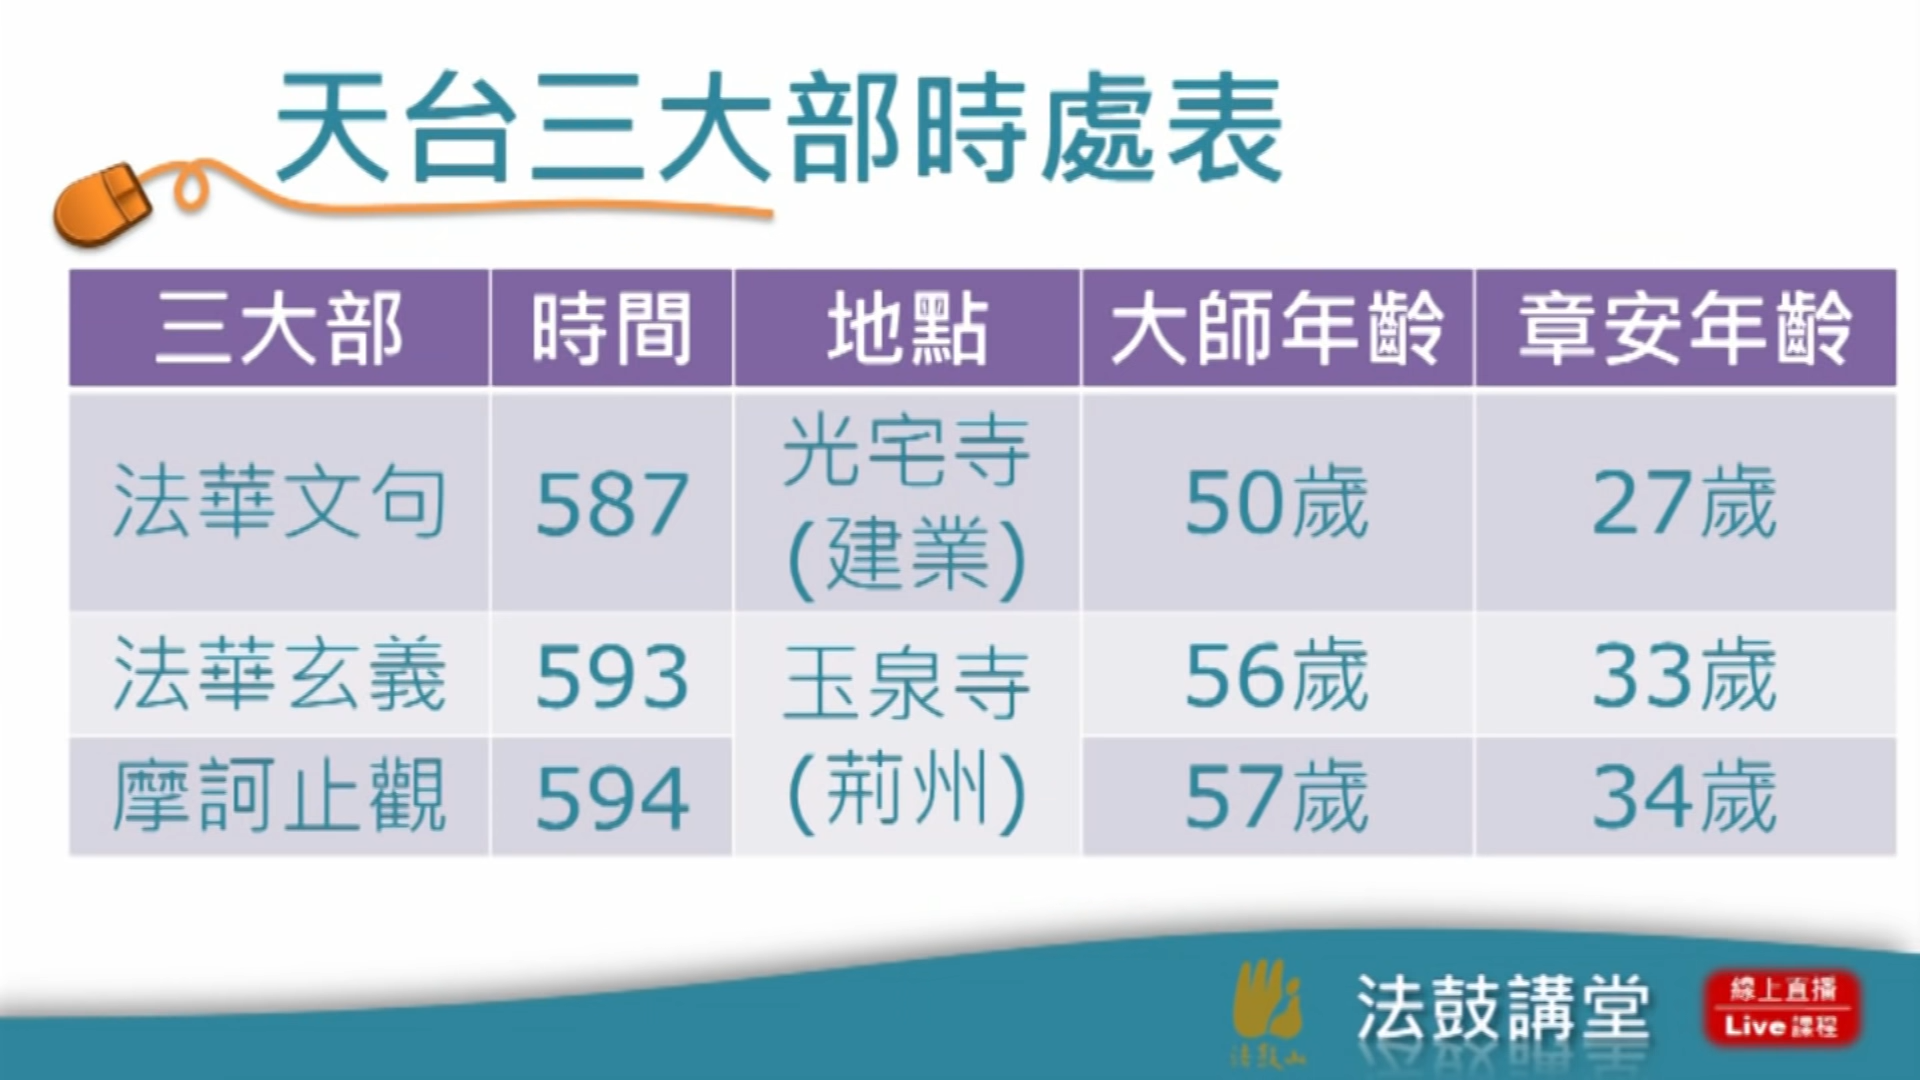 天台三大部時處表
三大部 時間 地點 大師年齡 章安年齡
法華文句 587 光宅寺 50歲 27歲
(建業)
法華玄義 593 玉泉寺 56歲 33歲
摩訶止觀 594 (荊州) 57歲 34歲
法鼓山
法鼓講堂
線上直播
Live 課程